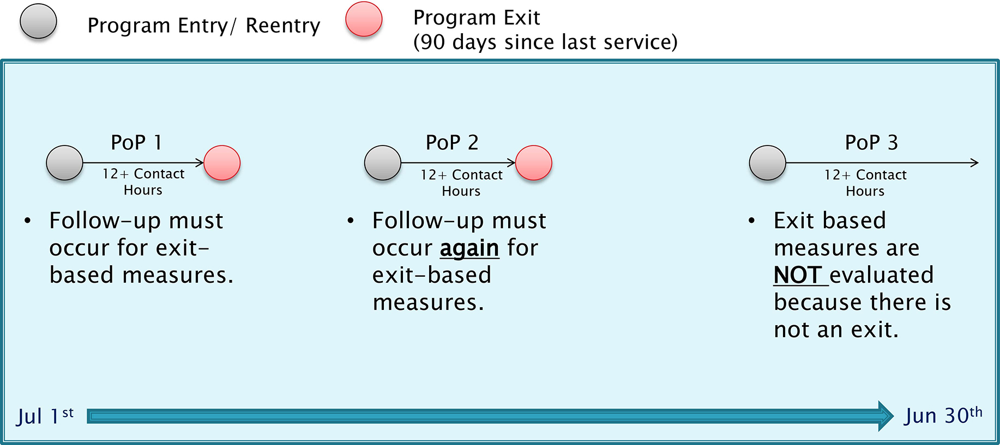 Program Entry/ Reentry
Program Exit
(90 days since last service)
PoP 1
12+ Contact
Hours
• Follow-up must
occur for exit-
based measures.
PoP 2
12+ Contact
Hours
• Follow-up must
occur again for
exit-based
measures.
PoP 3
12+ Contact
Hours
• Exit based
measures are
NOT evaluated
because there is
not an exit.
Jul 1st
Jun 30th